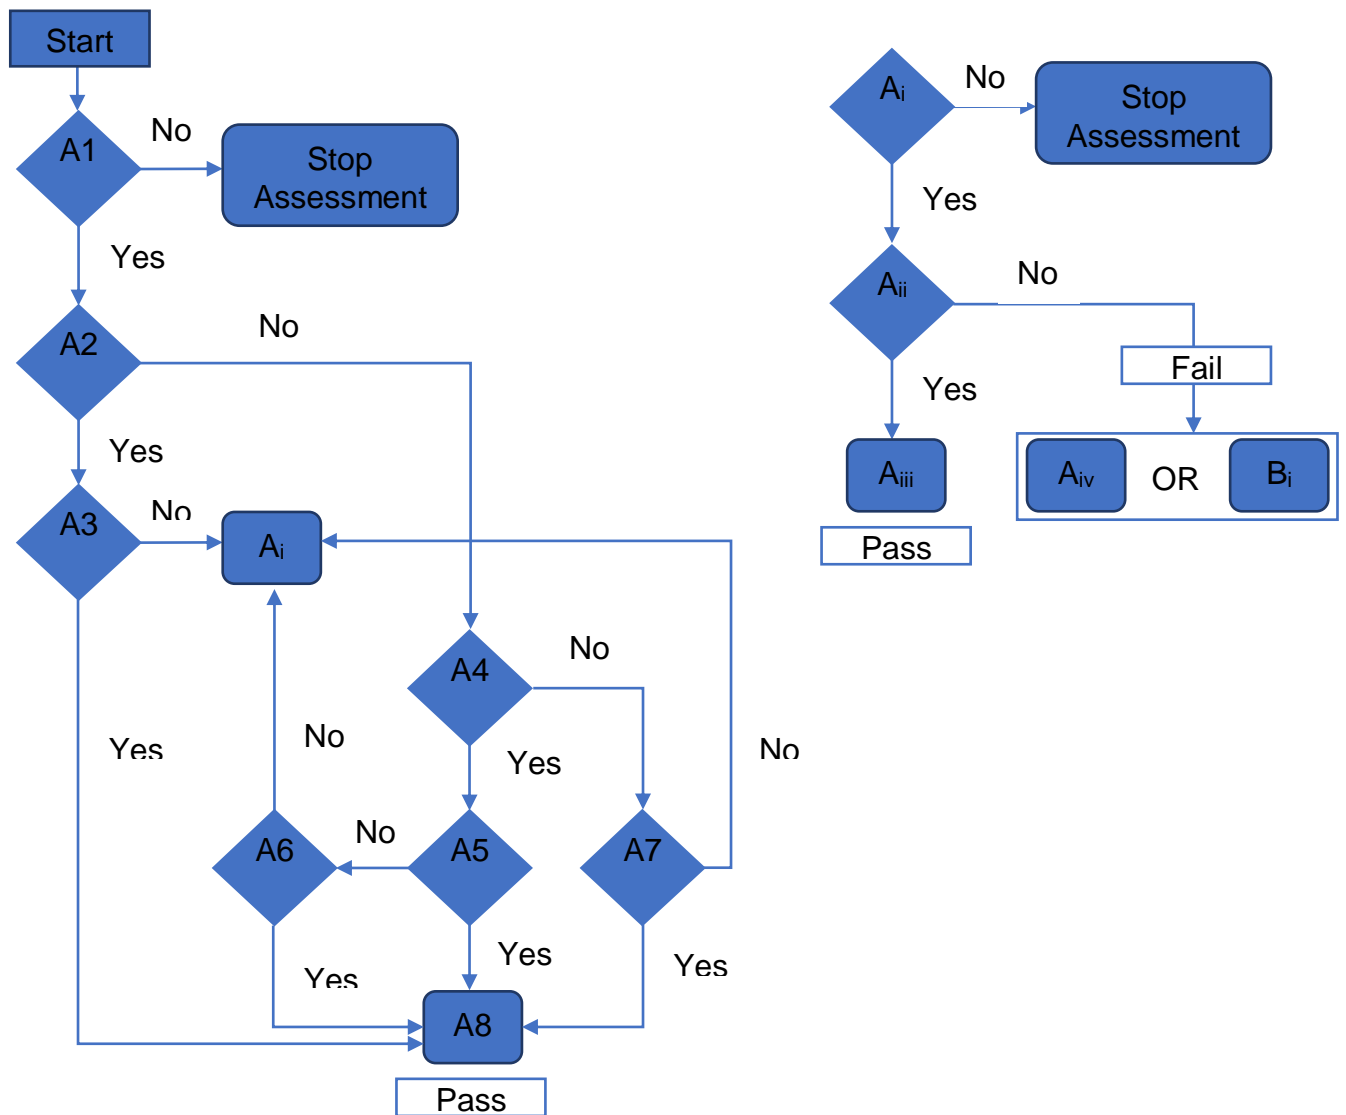 Start
A1
No
Stop
Assessment
Yes
A2
No
Yes
A3
No
Ai
A4
No
Yes
No
Yes
No
A6
No
A5
A7
Yes
Yes
Yes
A8
Pass
Ai
No
Stop
Assessment
Yes
Aii
No
Yes
Fail
Aiii
Aiv
OR
Bi
Pass